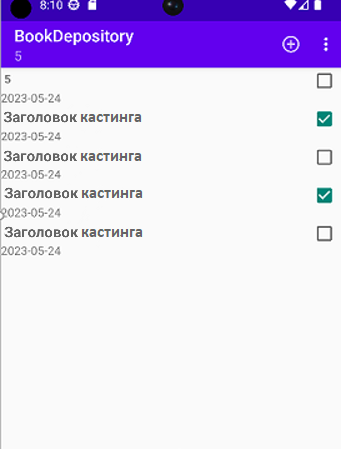 8:10
BookDepository
5
5
2023-05-24
Заголовок кастинга
2023-05-24
Заголовок кастинга
2023-05-24
Заголовок кастинга
2023-05-24
Заголовок кастинга
2023-05-24